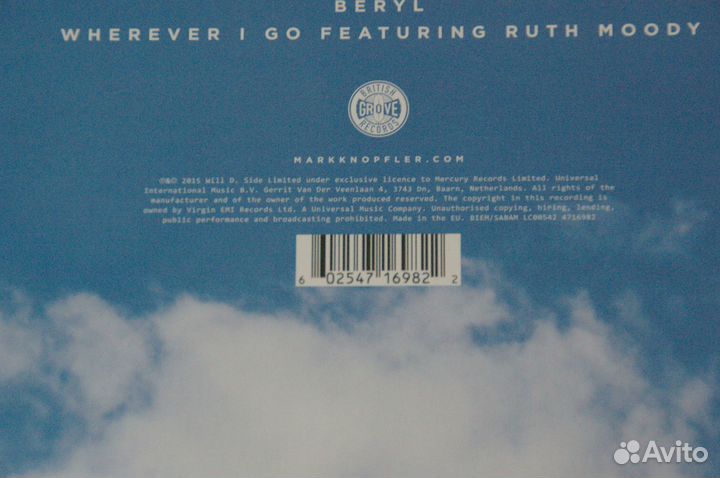 BERYL
WHEREVER I GO FEATURING RUTH MOODY
BRITISH
GROVE
RECORDS
MARKKNOPFLER.COM
℗&© 2015 Will D. Side Limited under exclusive licence to Mercury Records Limited. Universal
International Music B.V. Gerrit Van Der Veenlaan 4, 3743 Dn, Baarn, Netherlands. All rights of the
manufacturer and of the owner of the work produced reserved. The copyright in this recording is
owned by Virgin EMI Records Ltd. A Universal Music Company. Unauthorised copying, hiring, lending,
public performance and broadcasting prohibited. Made in the EU. BIEM/SABAM LC00542 4716982
6 02547 16982 2
Avito